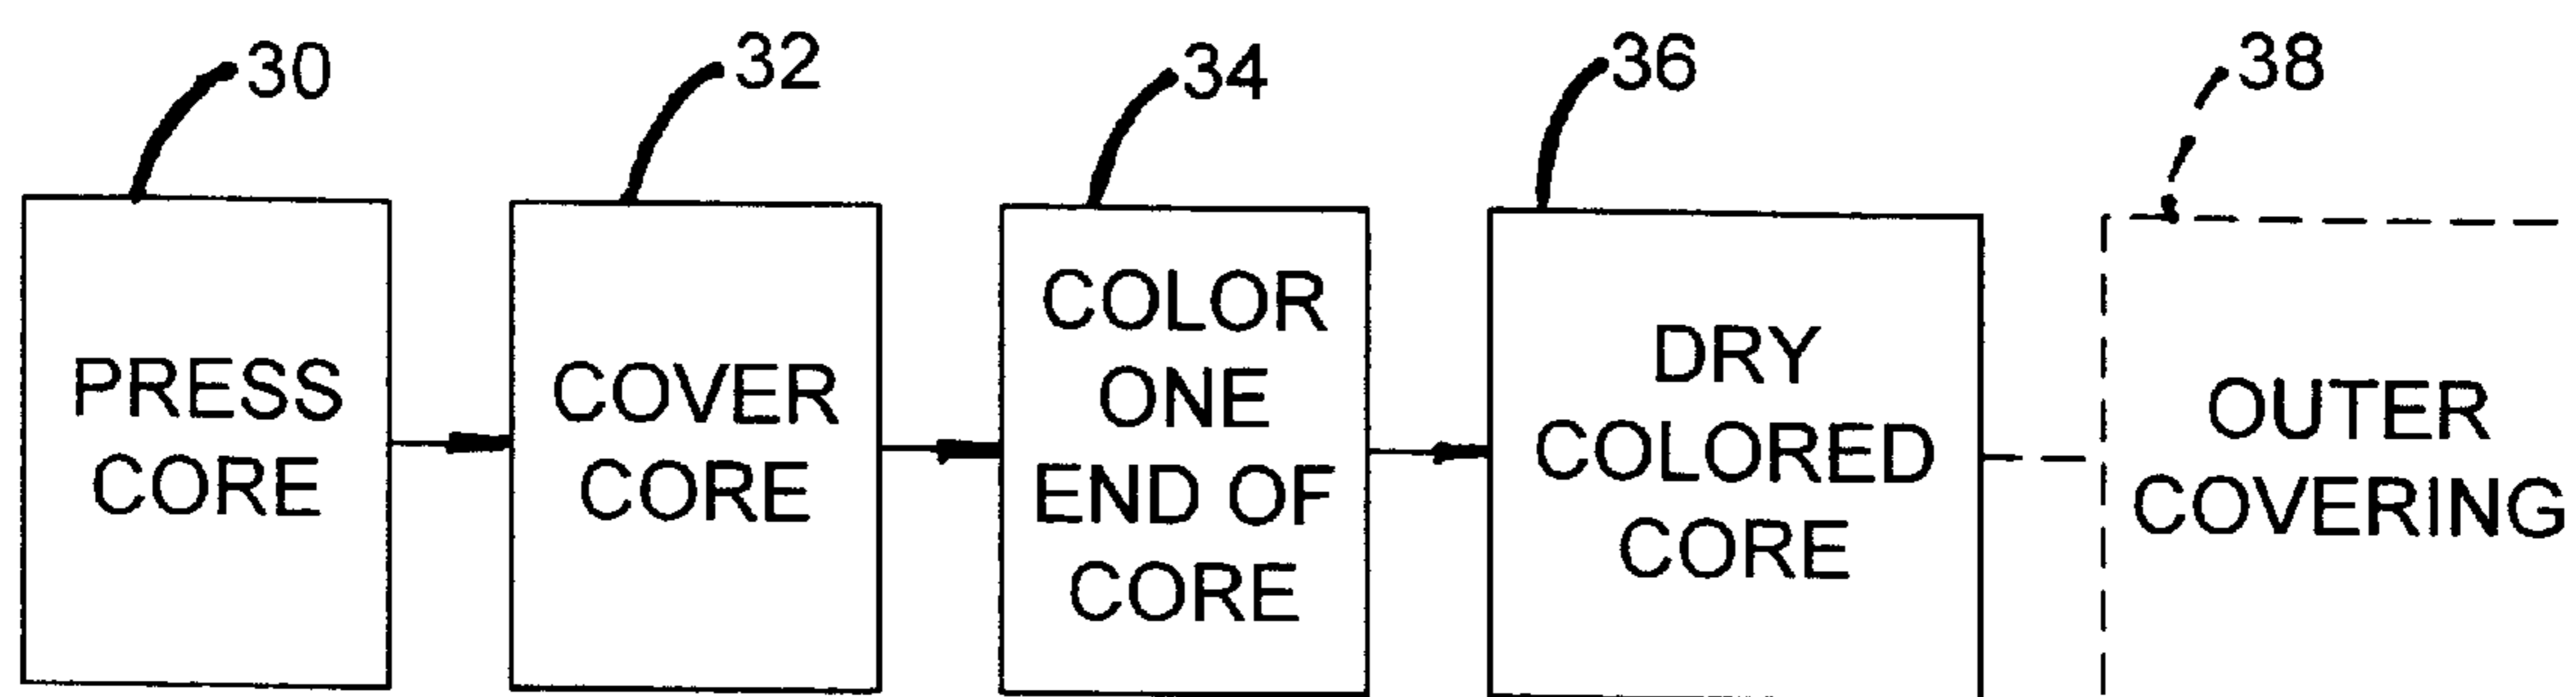 30
32
34
36
38
PRESS
CORE
COVER
CORE
COLOR
ONE
END OF
CORE
DRY
COLORED
CORE
OUTER
COVERING